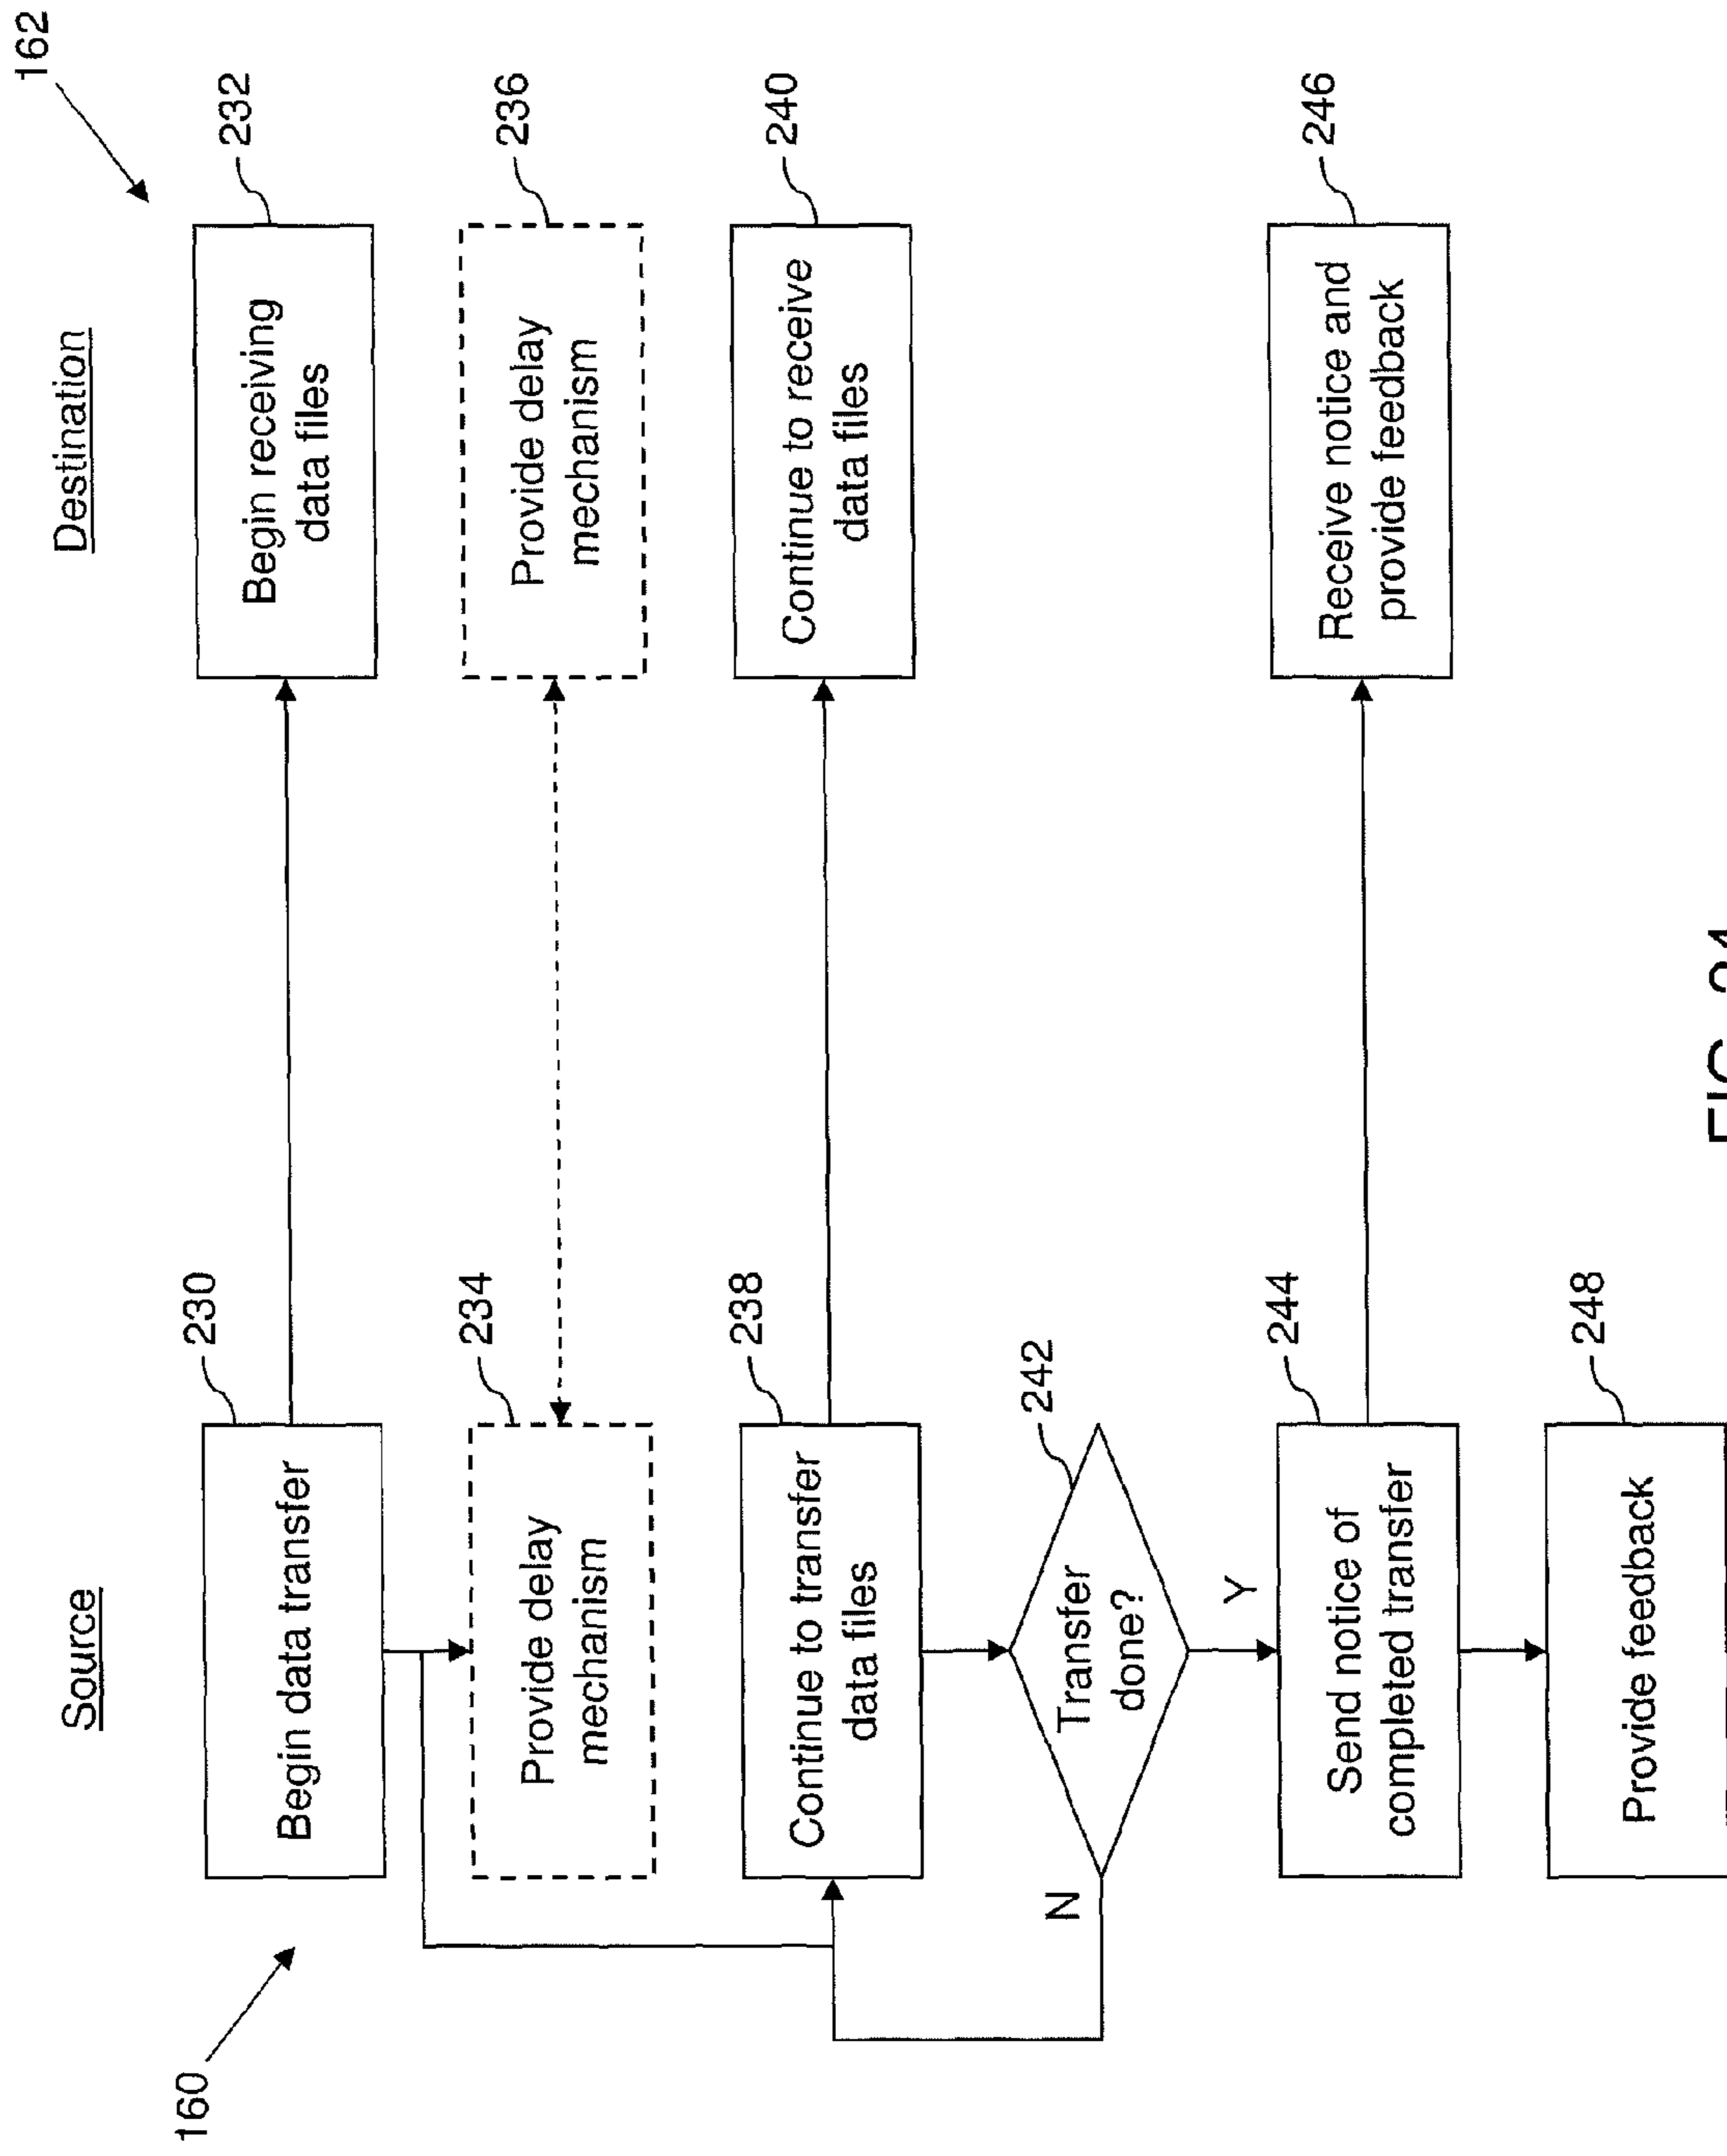 162
Source
Destination
160
230
Begin data transfer
232
Begin receiving
data files
234
Provide delay
mechanism
236
Provide delay
mechanism
238
Continue to transfer
data files
240
Continue to receive
data files
242
Transfer
done?
N
Y
244
Send notice of
completed transfer
246
Receive notice and
provide feedback
248
Provide feedback